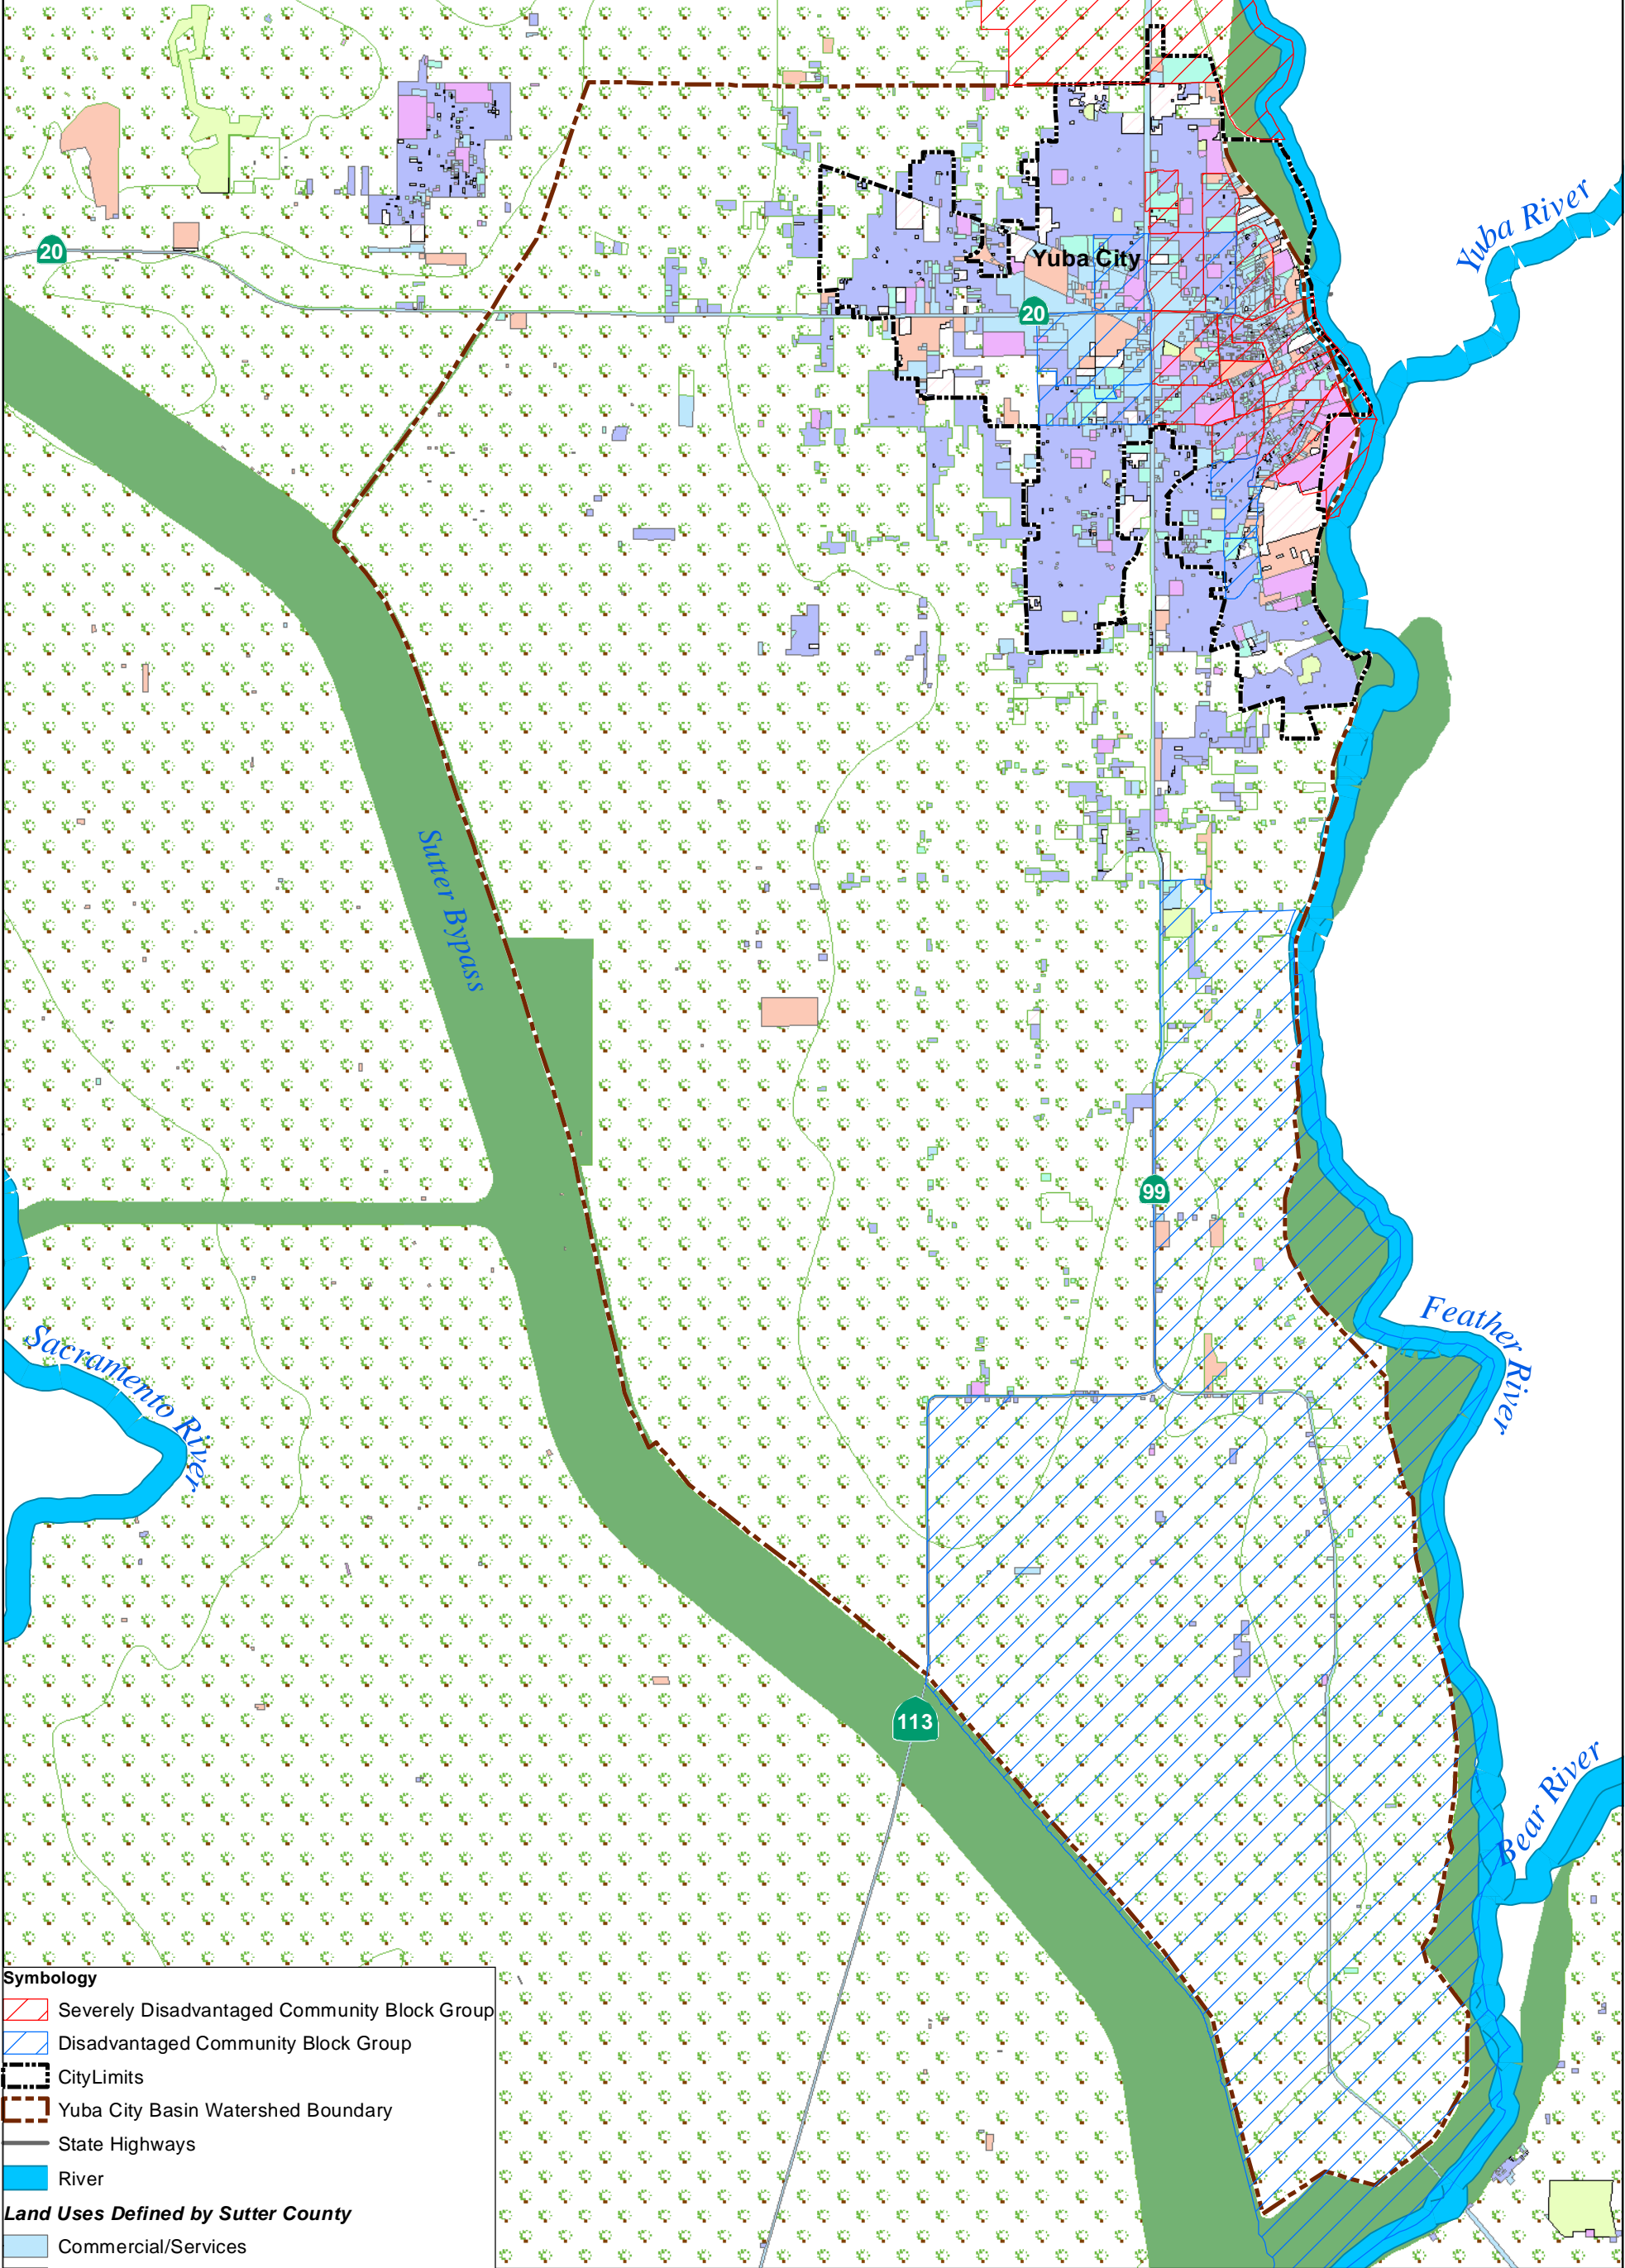 Yuba River
20
Yuba City
20
Sutter Bypass
99
Feather River
Sacramento River
113
Bear River
Symbology
Severely Disadvantaged Community Block Group
Disadvantaged Community Block Group
CityLimits
Yuba City Basin Watershed Boundary
State Highways
River
Land Uses Defined by Sutter County
Commercial/Services